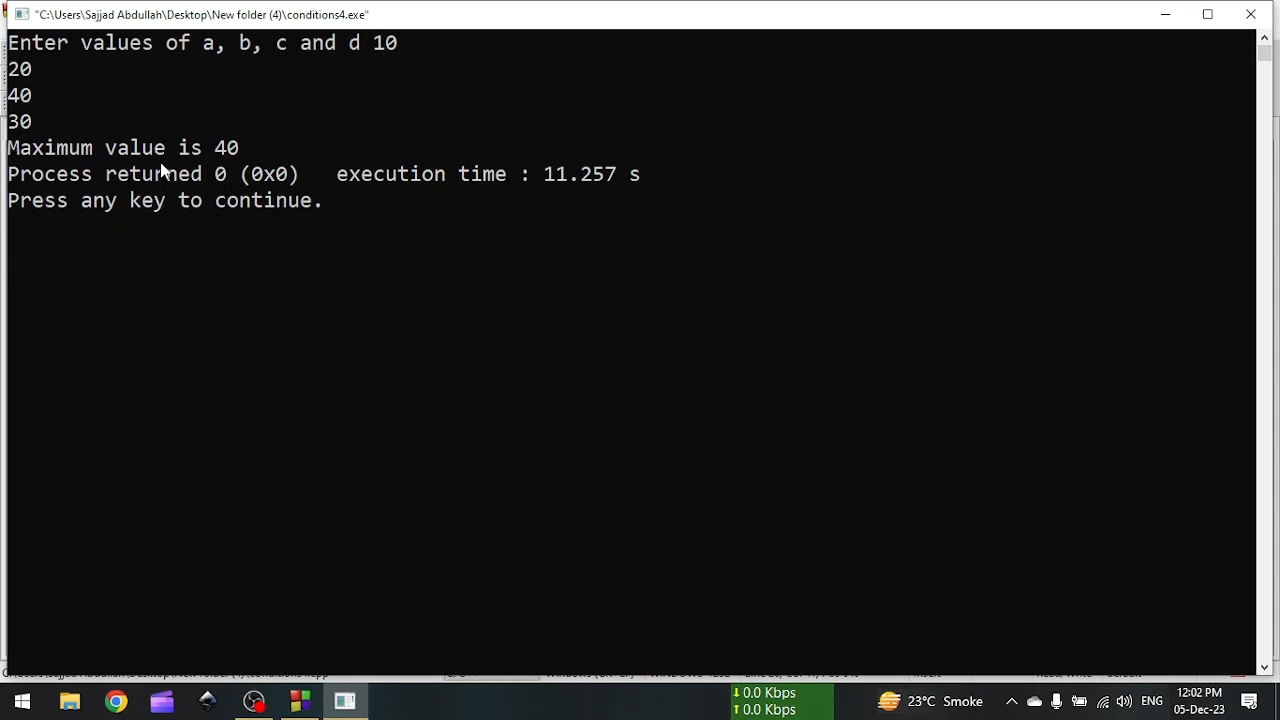 "C:\Users\Sajjad Abdullah\Desktop\New folder (4)\conditions4.exe"
Enter values of a, b, c and d 10
20
40
30
Maximum value is 40
Process returned 0 (0x0)   execution time : 11.257 s
Press any key to continue.
↓ 0.0 Kbps
↑ 0.0 Kbps
23°C Smoke
ENG
12:02 PM
05-Dec-23